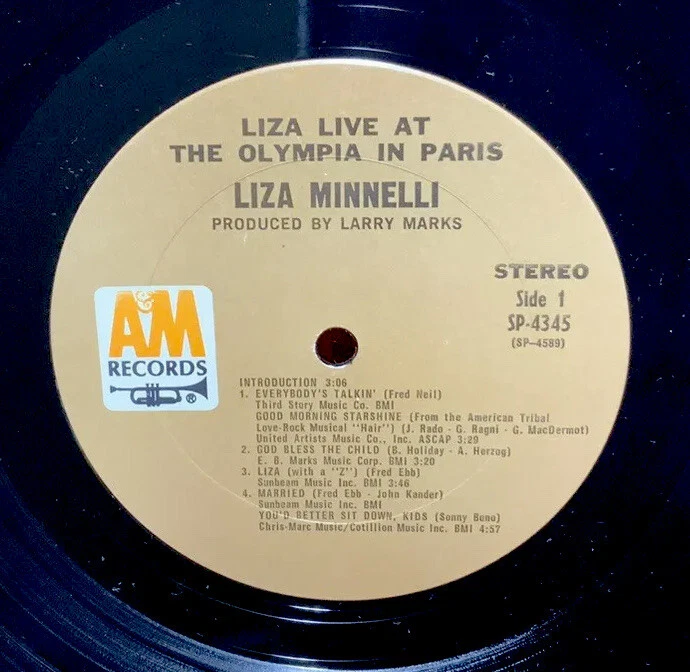 LIZA LIVE AT
THE OLYMPIA IN PARIS
LIZA MINNELLI
PRODUCED BY LARRY MARKS
STEREO
Side 1
SP-4345
(SP-4589)
A&M
RECORDS
®
INTRODUCTION 3:06
1. EVERYBODY'S TALKIN' (Fred Neil)
Third Story Music Co. BMI
GOOD MORNING STARSHINE (From the American Tribal
Love-Rock Musical "Hair") (J. Rado - G. Ragni - G. MacDermot)
United Artists Music Co., Inc. ASCAP 3:29
2. GOD BLESS THE CHILD (B. Holiday - A. Herzog)
E. B. Marks Music Corp. BMI 3:20
3. LIZA (with a "Z") (Fred Ebb)
Sunbeam Music Inc. BMI 3:46
4. MARRIED (Fred Ebb - John Kander)
Sunbeam Music Inc. BMI
YOU'D BETTER SIT DOWN, KIDS (Sonny Bono)
Chris-Marc Music/Cotillion Music Inc. BMI 4:57